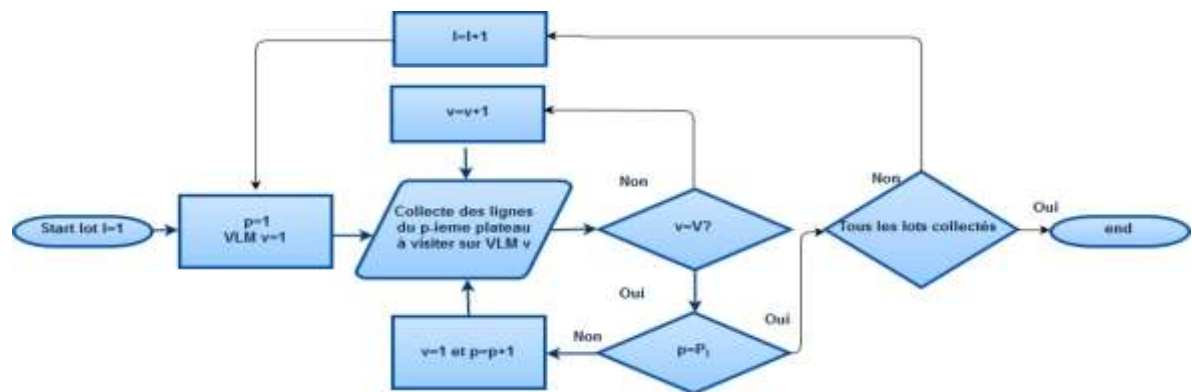 l=l+1
v=v+1
Non
Non
Start lot l=1
p=1
VLM v=1
Collecte des lignes
du p-ieme plateau
à visiter sur VLM v
v=V?
Tous les lots collectés
Oui
end
Oui
Oui
Non
v=1 et p=p+1
p=Pₗ